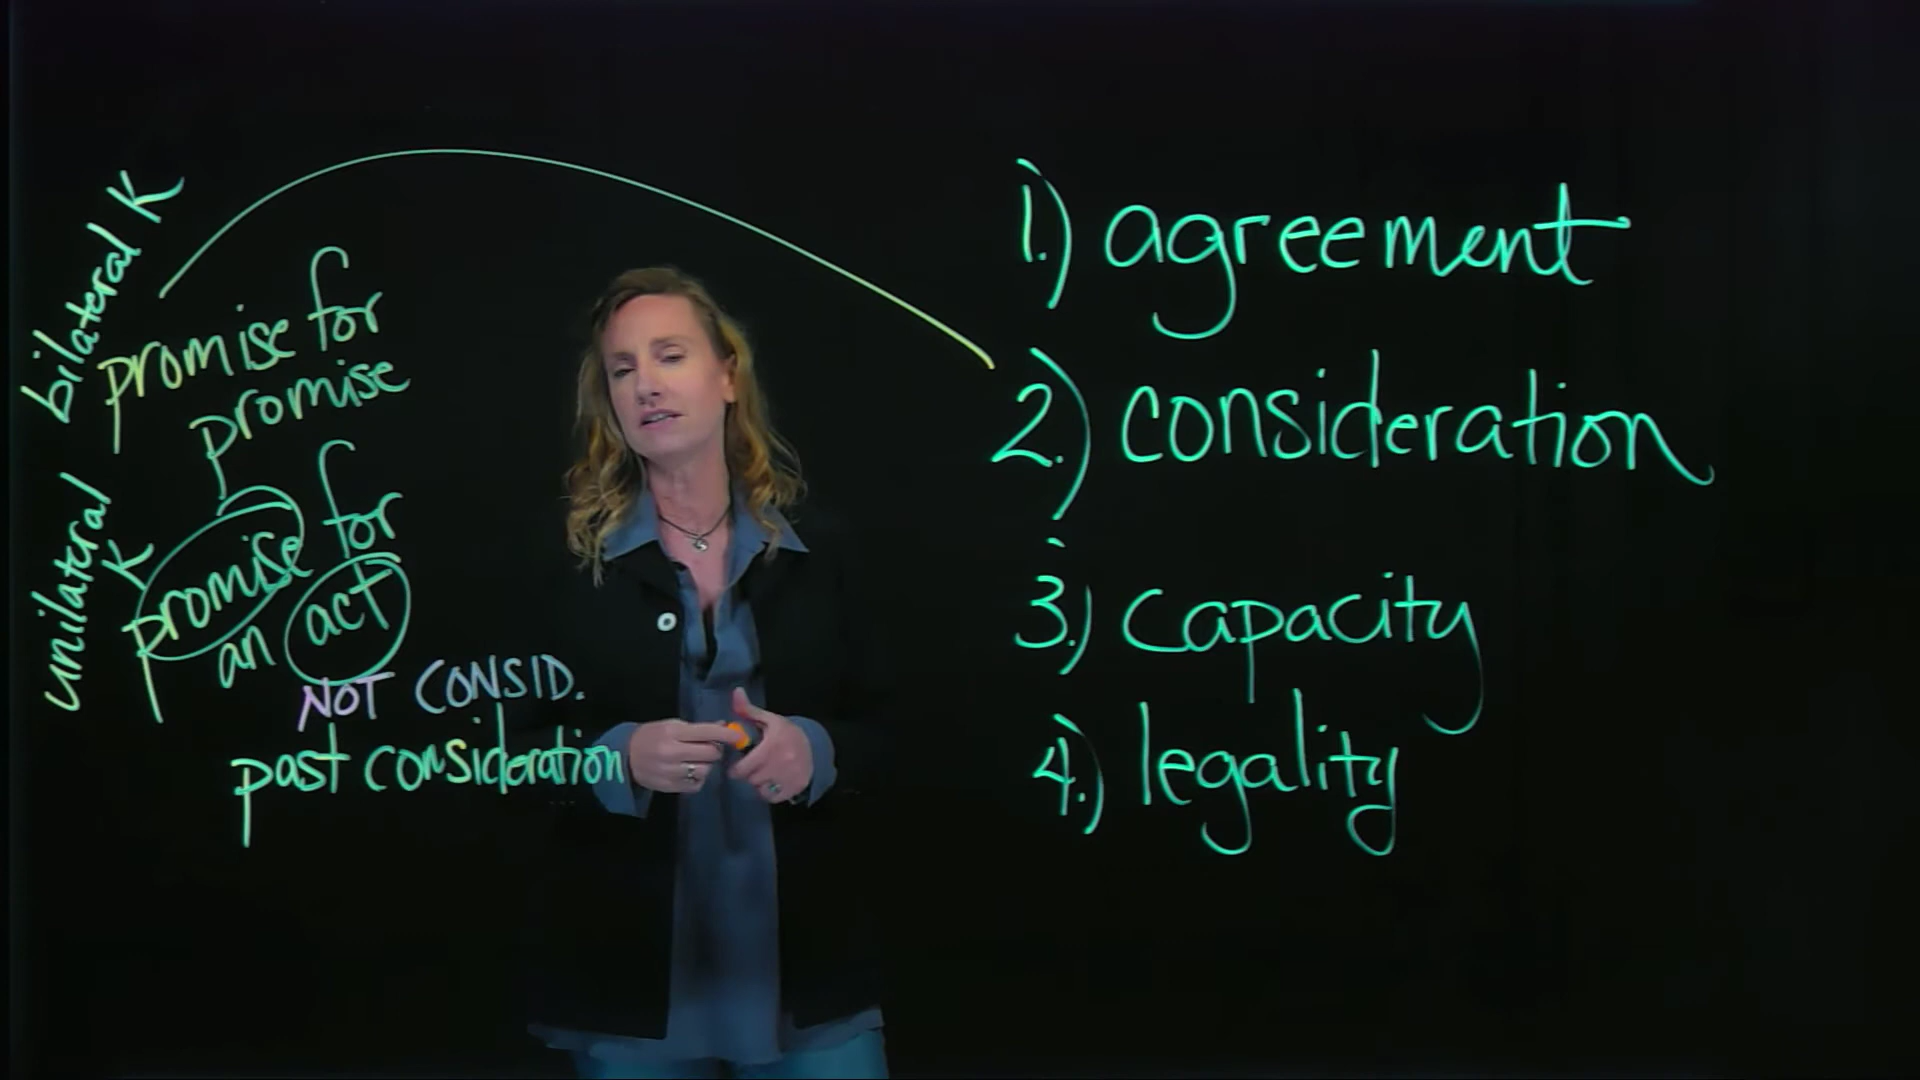 bilateral K
promise for
promise
unilateral
K
promise for
an act
NOT CONSID.
past consideration
1.) agreement
2.) consideration
3.) capacity
4.) legality